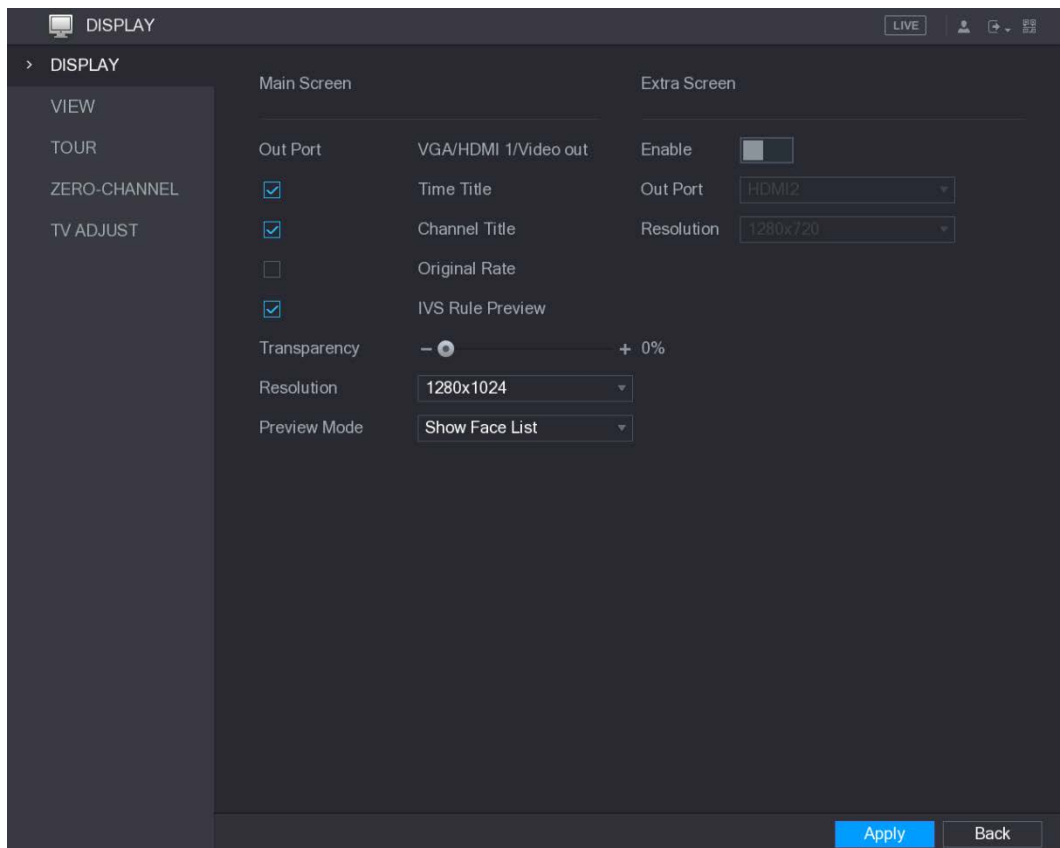 DISPLAY LIVE
DISPLAY
VIEW
TOUR
ZERO-CHANNEL
TV ADJUST
Main Screen Extra Screen
Out Port VGA/HDMI 1/Video out Enable
Time Title Out Port HDMI2
Channel Title Resolution 1280x720
Original Rate
IVS Rule Preview
Transparency − + 0%
Resolution 1280x1024
Preview Mode Show Face List
Apply Back